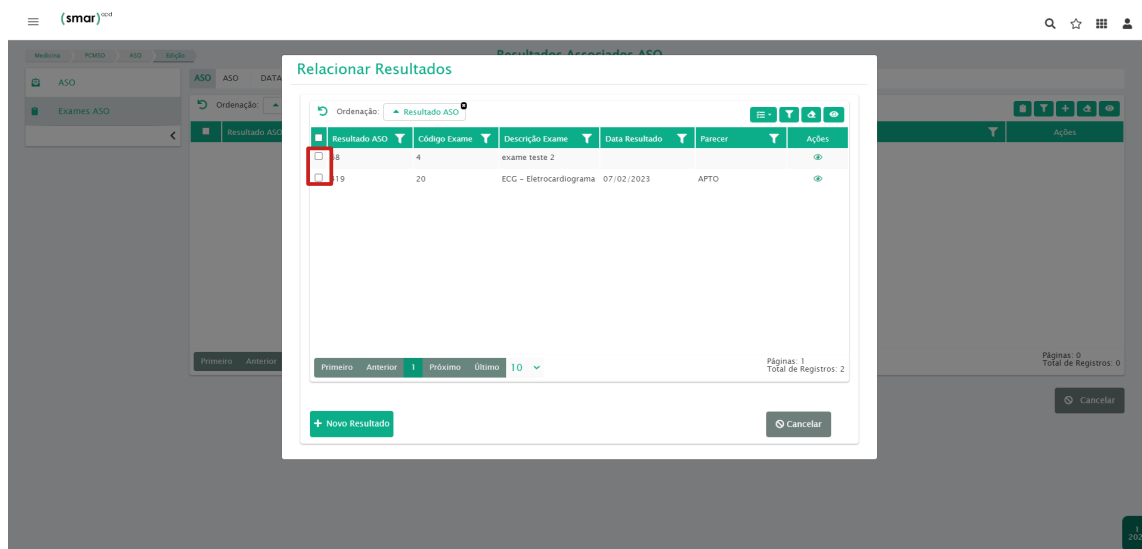 (smar)apd
Medicina PCMSO ASO Edição
Resultados Associados ASO
ASO
Exames ASO
ASO ASO DATA
Ordenação:
Resultado ASO
Ações
Primeiro Anterior
Páginas: 0
Total de Registros: 0
Cancelar
Relacionar Resultados
Ordenação: Resultado ASO
Resultado ASO Código Exame Descrição Exame Data Resultado Parecer Ações
4 exame teste 2
20 ECG - Eletrocardiograma 07/02/2023 APTO
Primeiro Anterior 1 Próximo Último 10
Páginas: 1
Total de Registros: 2
+ Novo Resultado
Cancelar
1